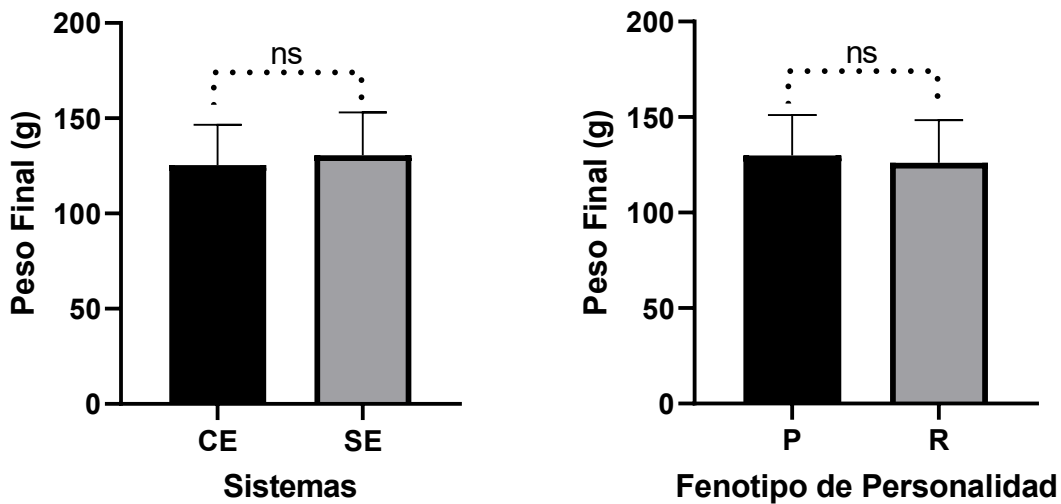 Peso Final (g)
200
150
100
50
0
ns
CE
SE
Sistemas
Peso Final (g)
200
150
100
50
0
ns
P
R
Fenotipo de Personalidad